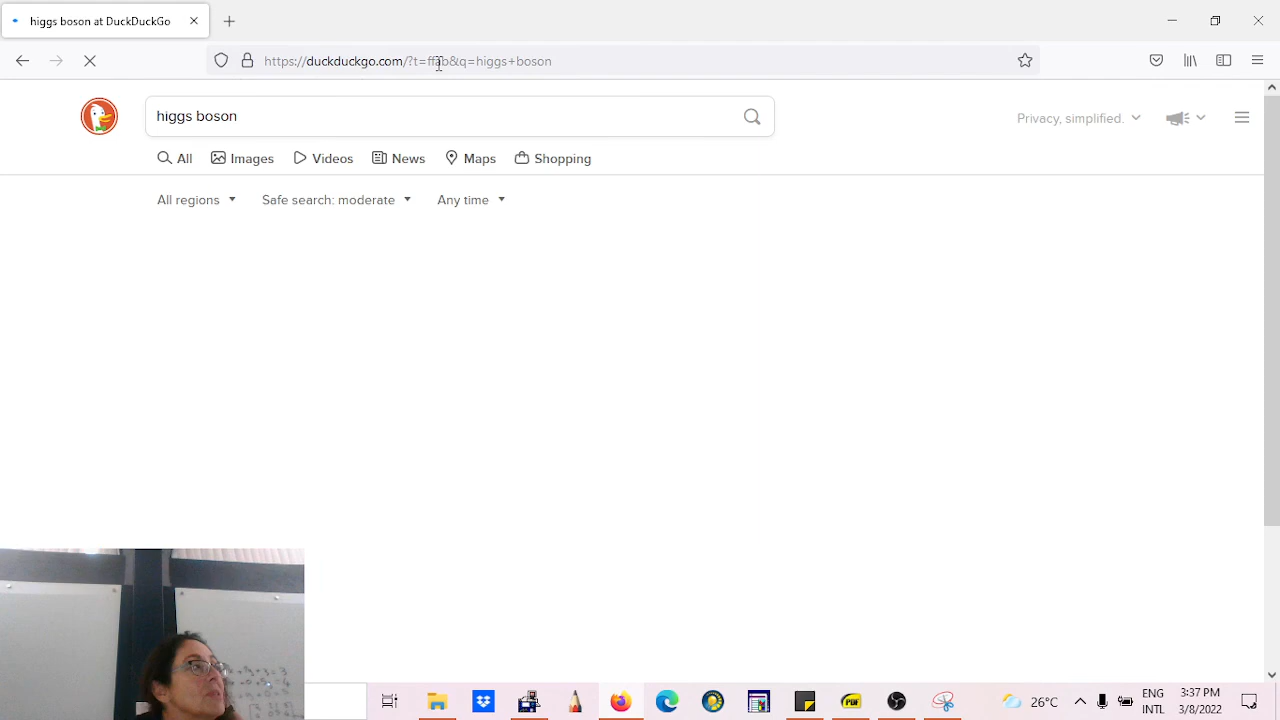 higgs boson at DuckDuckGo
https://duckduckgo.com/?t=ffab&q=higgs+boson
higgs boson
Privacy, simplified.
All Images Videos News Maps Shopping
All regions Safe search: moderate Any time
PDF
26°C
ENG
INTL
3:37 PM
3/8/2022